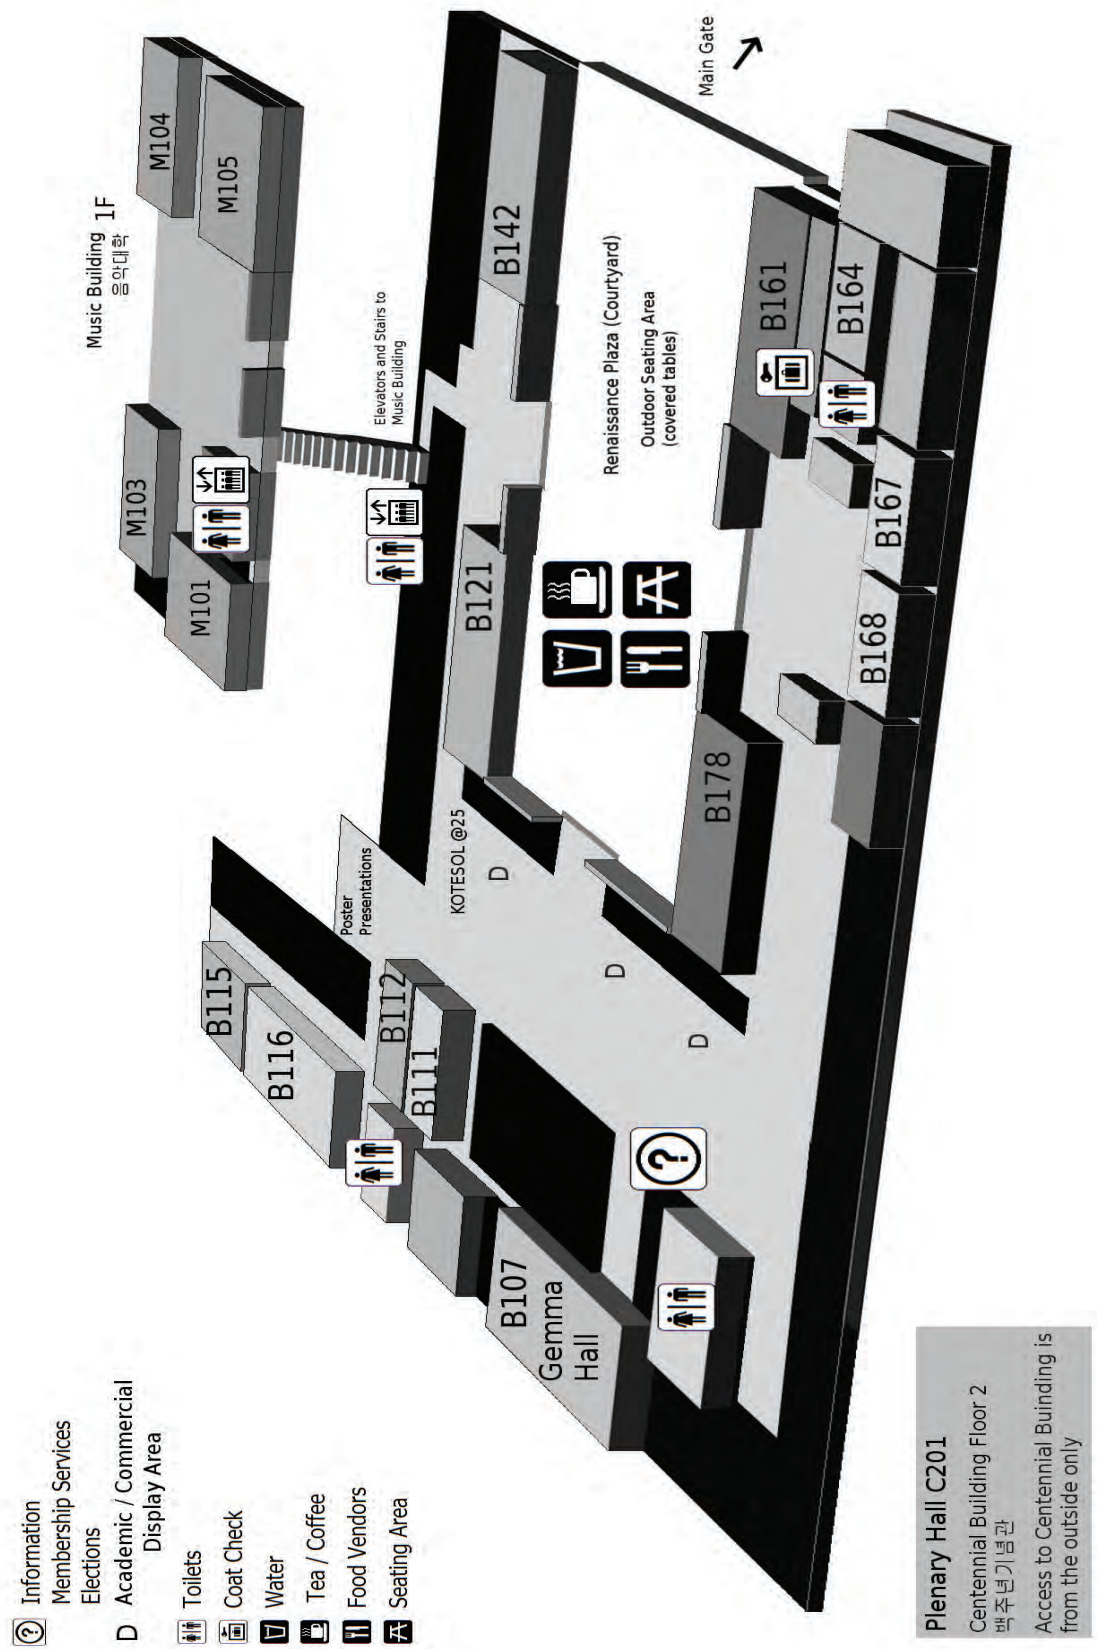 Information
Membership Services
Elections
D Academic / Commercial
Display Area
Toilets
Coat Check
Water
Tea / Coffee
Food Vendors
Seating Area
Music Building 1F
음악대학
M101
M103
M104
M105
Elevators and Stairs to
Music Building
B115
B116
Poster
Presentations
B112
B111
B107
Gemma
Hall
KOTESOL @25
D
D
D
B121
B142
Renaissance Plaza (Courtyard)
Outdoor Seating Area
(covered tables)
Main Gate
B178
B161
B164
B167
B168
Plenary Hall C201
Centennial Building Floor 2
백주년기념관
Access to Centennial Buinding is
from the outside only